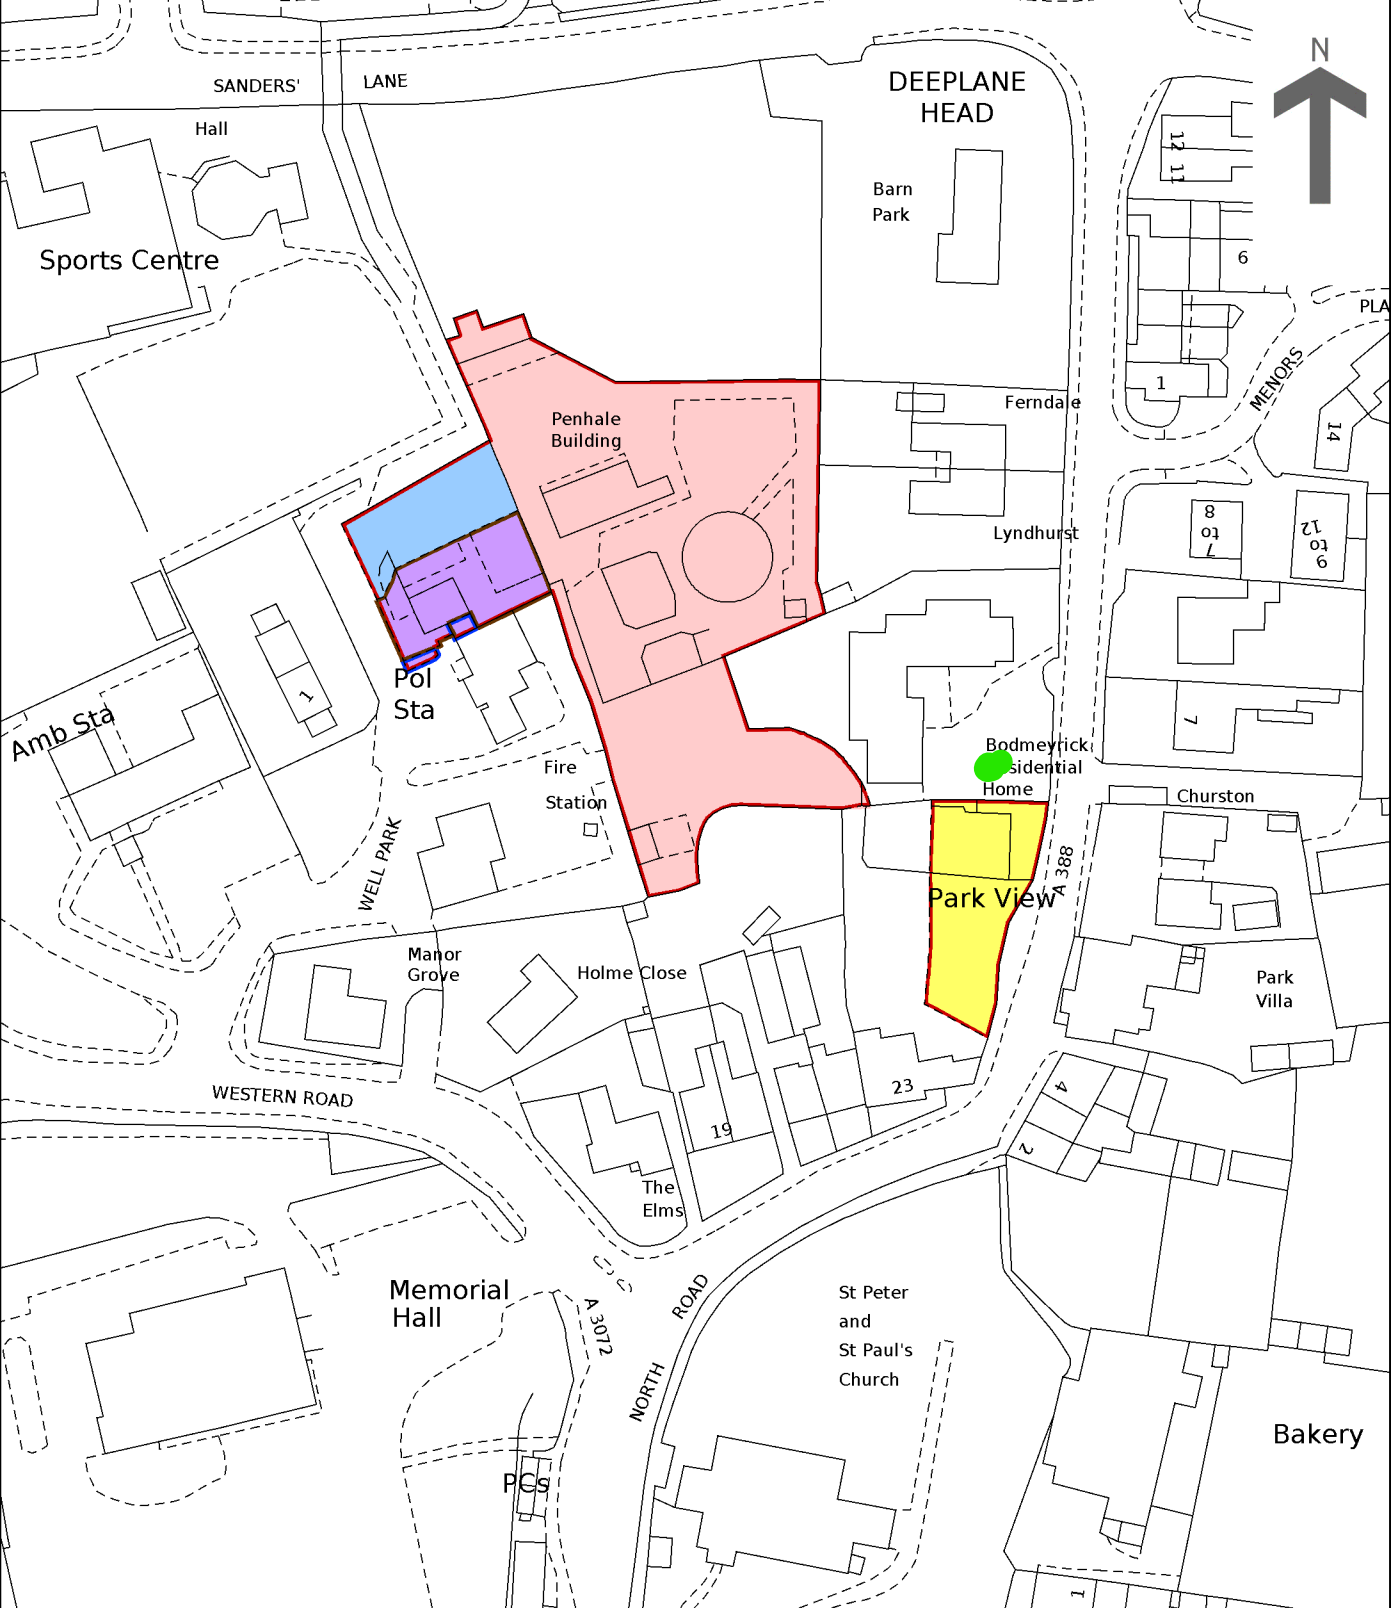 N
SANDERS'
LANE
DEEPLANE
HEAD
Hall
12
11
Barn
Park
Sports Centre
6
PLA
MENORS
1
Ferndale
14
Penhale
Building
Lyndhurst
7
to
8
9
to
12
1
Pol
Sta
Amb Sta
7
Bodmeyrick
sidential
Home
Fire
Station
Churston
WELL PARK
A 388
Park View
Manor
Grove
Holme Close
Park
Villa
WESTERN ROAD
23
4
19
2
The
Elms
Memorial
Hall
A 3072
NORTH
ROAD
St Peter
and
St Paul's
Church
Bakery
PCs
1